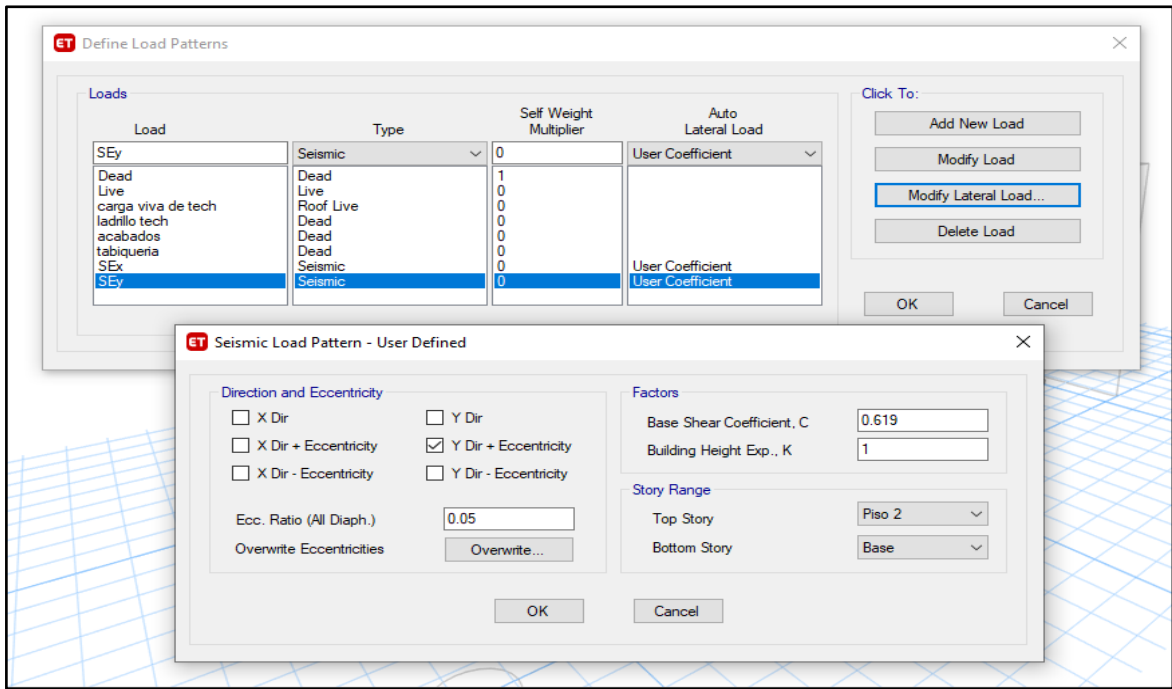 ET Define Load Patterns
Loads
Click To:
Load Type Self Weight Multiplier Auto Lateral Load
SEy Seismic 0 User Coefficient
Dead Dead 1
Live Live 0
carga viva de tech Roof Live 0
ladrillo tech Dead 0
acabados Dead 0
tabiqueria Dead 0
SEx Seismic 0 User Coefficient
SEy Seismic 0 User Coefficient
Add New Load
Modify Load
Modify Lateral Load...
Delete Load
OK Cancel
ET Seismic Load Pattern - User Defined
Direction and Eccentricity
X Dir Y Dir
X Dir + Eccentricity Y Dir + Eccentricity
X Dir - Eccentricity Y Dir - Eccentricity
Ecc. Ratio (All Diaph.) 0.05
Overwrite Eccentricities Overwrite...
Factors
Base Shear Coefficient, C 0.619
Building Height Exp., K 1
Story Range
Top Story Piso 2
Bottom Story Base
OK Cancel